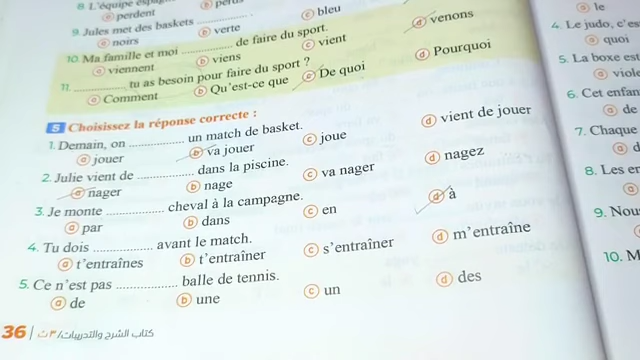 8. L'équipe
ⓐ perdent
9. Jules met des baskets ............
ⓐ noirs ⓑ verte ⓒ bleu
10. Ma famille et moi ............ de faire du sport.
ⓐ viennent ⓑ viens ⓒ vient ⓓ venons
11. ............ tu as besoin pour faire du sport ?
ⓐ Comment ⓑ Qu'est-ce que ⓒ De quoi ⓓ Pourquoi
5 Choisissez la réponse correcte :
1. Demain, on ............ un match de basket.
ⓐ jouer ⓑ va jouer ⓒ joue ⓓ vient de jouer
2. Julie vient de ............ dans la piscine.
ⓐ nager ⓑ nage ⓒ va nager ⓓ nagez
3. Je monte ............ cheval à la campagne.
ⓐ par ⓑ dans ⓒ en ⓓ à
4. Tu dois ............ avant le match.
ⓐ t'entraînes ⓑ t'entraîner ⓒ s'entraîner ⓓ m'entraîne
5. Ce n'est pas ............ balle de tennis.
ⓐ de ⓑ une ⓒ un ⓓ des
36 | كتاب الشرح والتدريبات/٣ث
ⓐ le
4. Le judo, c'es
ⓐ quoi
5. La boxe est
ⓐ viole
6. Cet enfan
ⓐ de
7. Chaque
ⓐ d
8. Les er
ⓐ
9. Nou
10. M